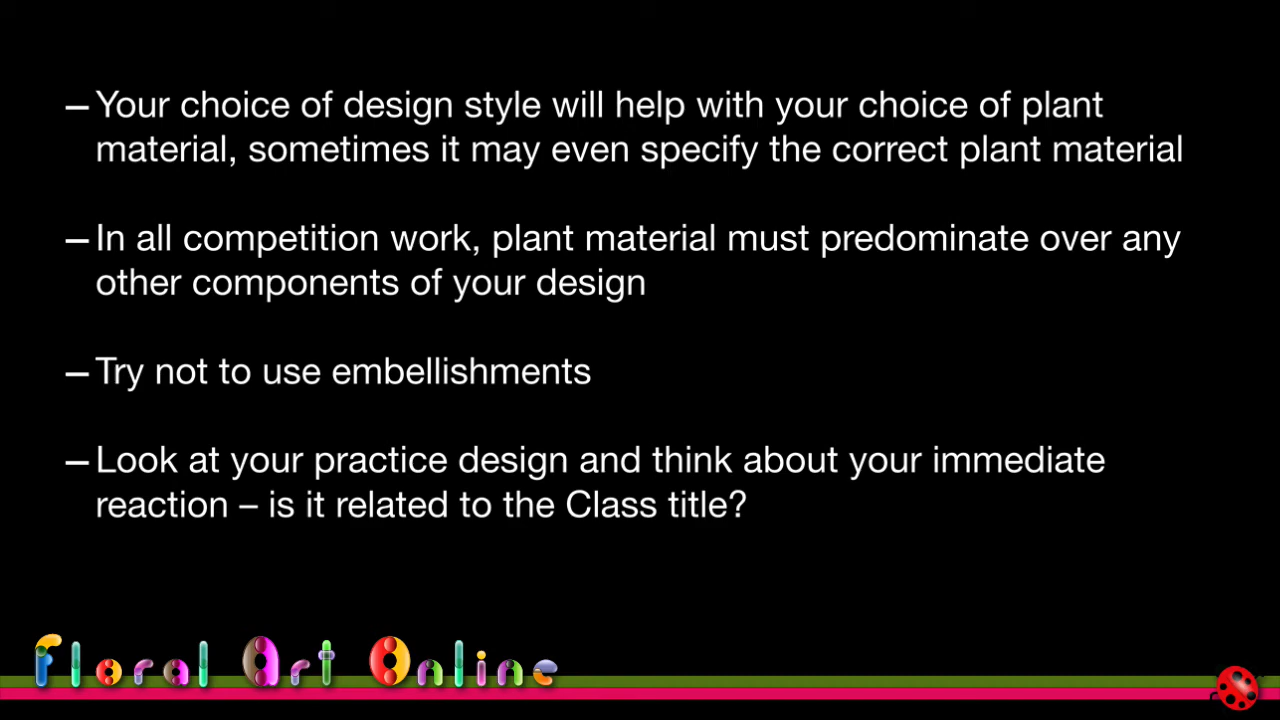 – Your choice of design style will help with your choice of plant
material, sometimes it may even specify the correct plant material
– In all competition work, plant material must predominate over any
other components of your design
– Try not to use embellishments
– Look at your practice design and think about your immediate
reaction – is it related to the Class title?
Floral Art Online